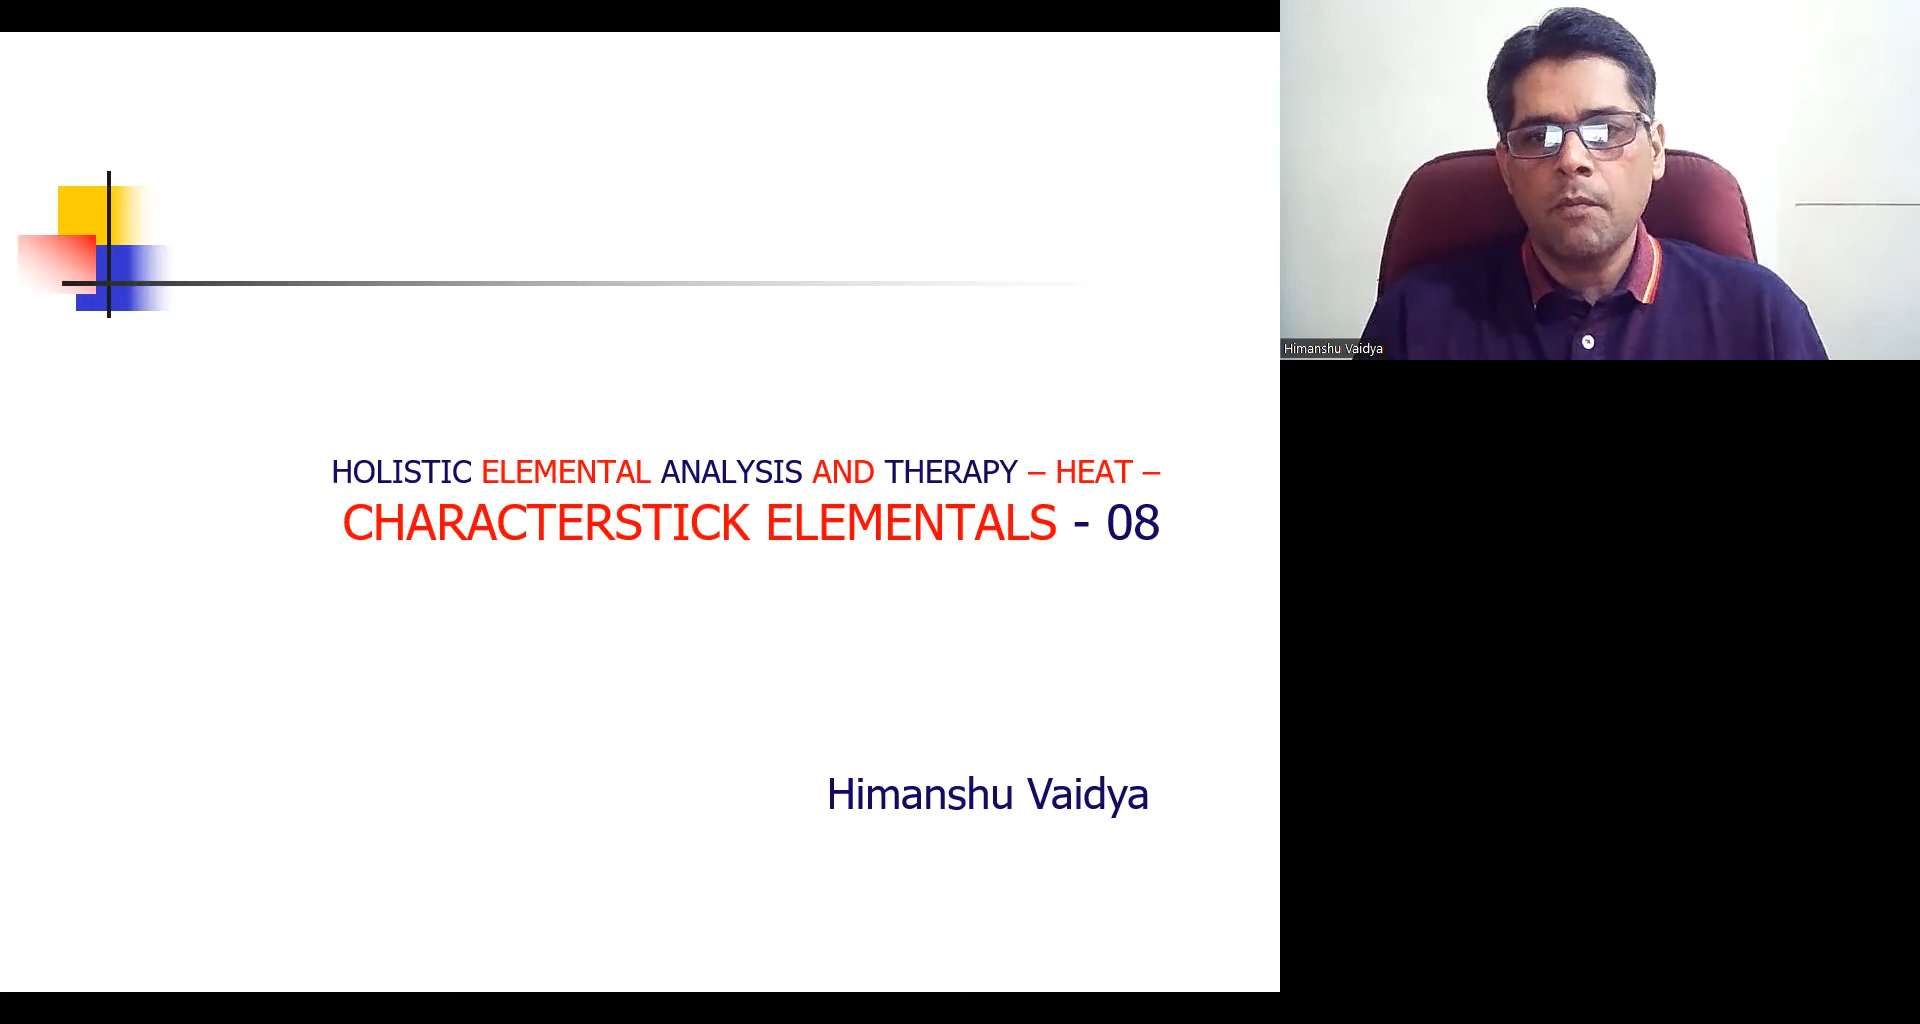 HOLISTIC ELEMENTAL ANALYSIS AND THERAPY – HEAT –
CHARACTERSTICK ELEMENTALS - 08
Himanshu Vaidya
Himanshu Vaidya